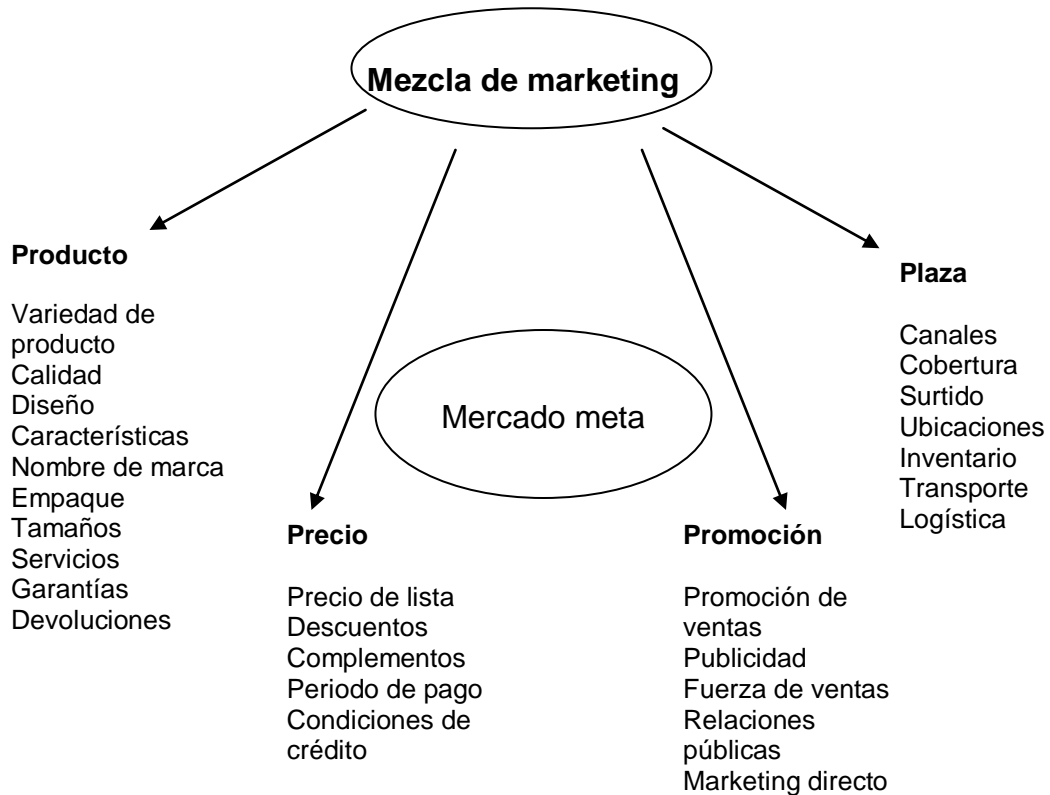 Mezcla de marketing
Producto
Variedad de
producto
Calidad
Diseño
Características
Nombre de marca
Empaque
Tamaños
Servicios
Garantías
Devoluciones
Mercado meta
Precio
Precio de lista
Descuentos
Complementos
Periodo de pago
Condiciones de
crédito
Promoción
Promoción de
ventas
Publicidad
Fuerza de ventas
Relaciones
públicas
Marketing directo
Plaza
Canales
Cobertura
Surtido
Ubicaciones
Inventario
Transporte
Logística